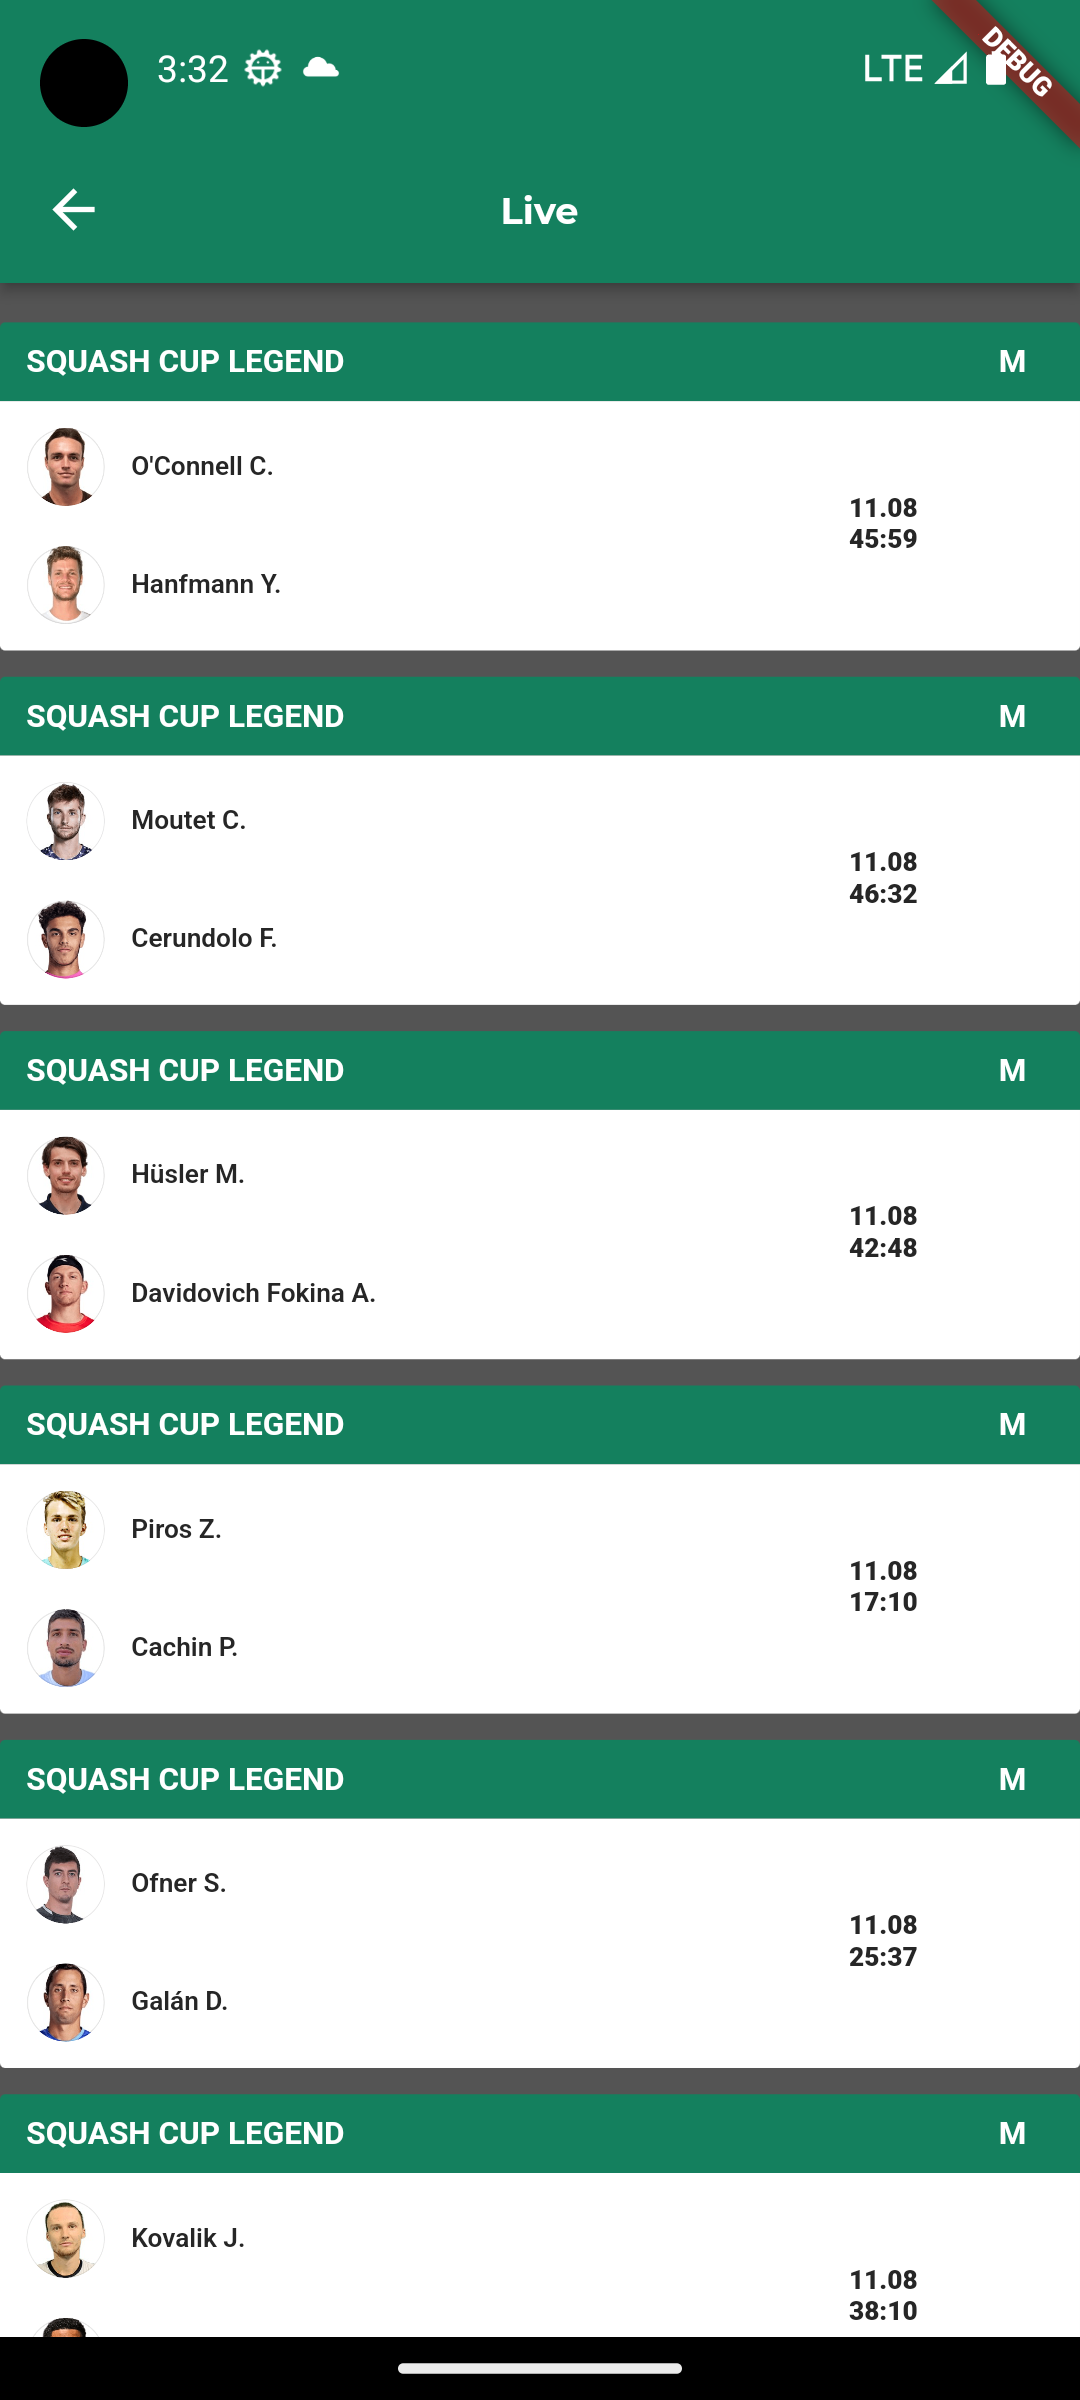 3:32
LTE
DEBUG
Live
SQUASH CUP LEGEND M
O'Connell C.
11.08
45:59
Hanfmann Y.
SQUASH CUP LEGEND M
Moutet C.
11.08
46:32
Cerundolo F.
SQUASH CUP LEGEND M
Hüsler M.
11.08
42:48
Davidovich Fokina A.
SQUASH CUP LEGEND M
Piros Z.
11.08
17:10
Cachin P.
SQUASH CUP LEGEND M
Ofner S.
11.08
25:37
Galán D.
SQUASH CUP LEGEND M
Kovalik J.
11.08
38:10